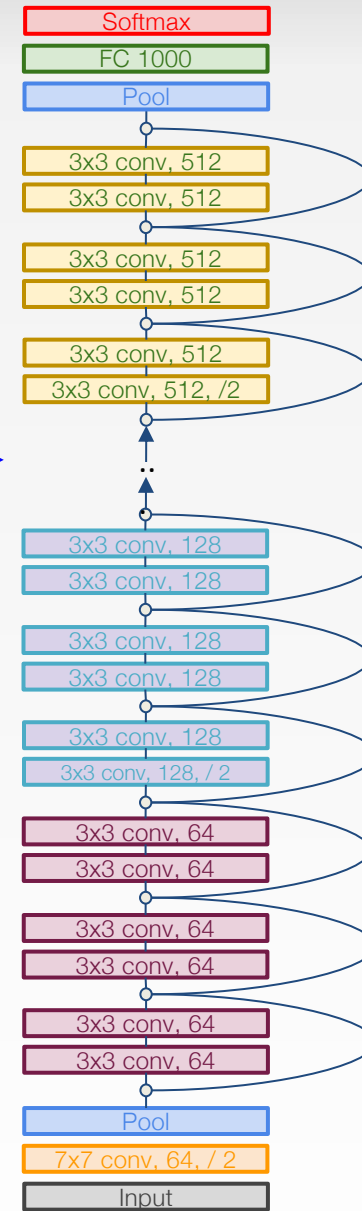 Softmax
FC 1000
Pool
3x3 conv, 512
3x3 conv, 512
3x3 conv, 512
3x3 conv, 512
3x3 conv, 512
3x3 conv, 512, /2
..
3x3 conv, 128
3x3 conv, 128
3x3 conv, 128
3x3 conv, 128
3x3 conv, 128
3x3 conv, 128, / 2
3x3 conv, 64
3x3 conv, 64
3x3 conv, 64
3x3 conv, 64
3x3 conv, 64
3x3 conv, 64
Pool
7x7 conv, 64, / 2
Input